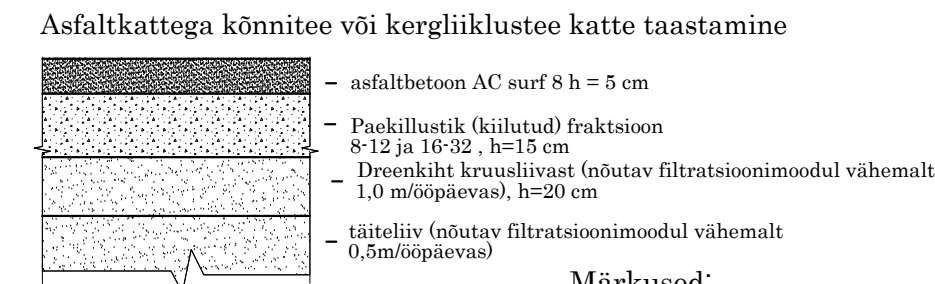 Asfaltkattega kõnnitee või kergliiklustee katte taastamine
– asfaltbetoon AC surf 8 h = 5 cm
– Paekillustik (kiilutud) fraktsioon
8-12 ja 16-32 , h=15 cm
– Dreenkiht kruusliivast (nõutav filtratsioonimoodul vähemalt
1,0 m/ööpäevas), h=20 cm
– täiteliiv (nõutav filtratsioonimoodul vähemalt
0,5m/ööpäevas)
Märkused: